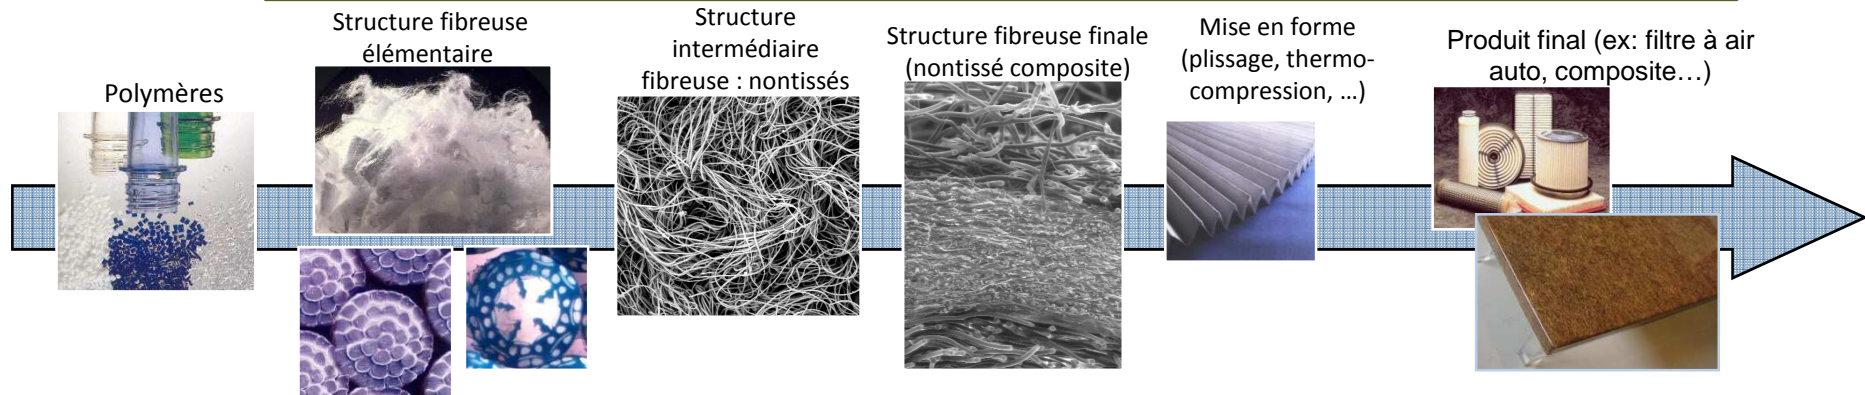 Polymères
Structure fibreuse
élémentaire
Structure
intermédiaire
fibreuse : nontissés
Structure fibreuse finale
(nontissé composite)
Mise en forme
(plissage, thermo-
compression, …)
Produit final (ex: filtre à air
auto, composite…)